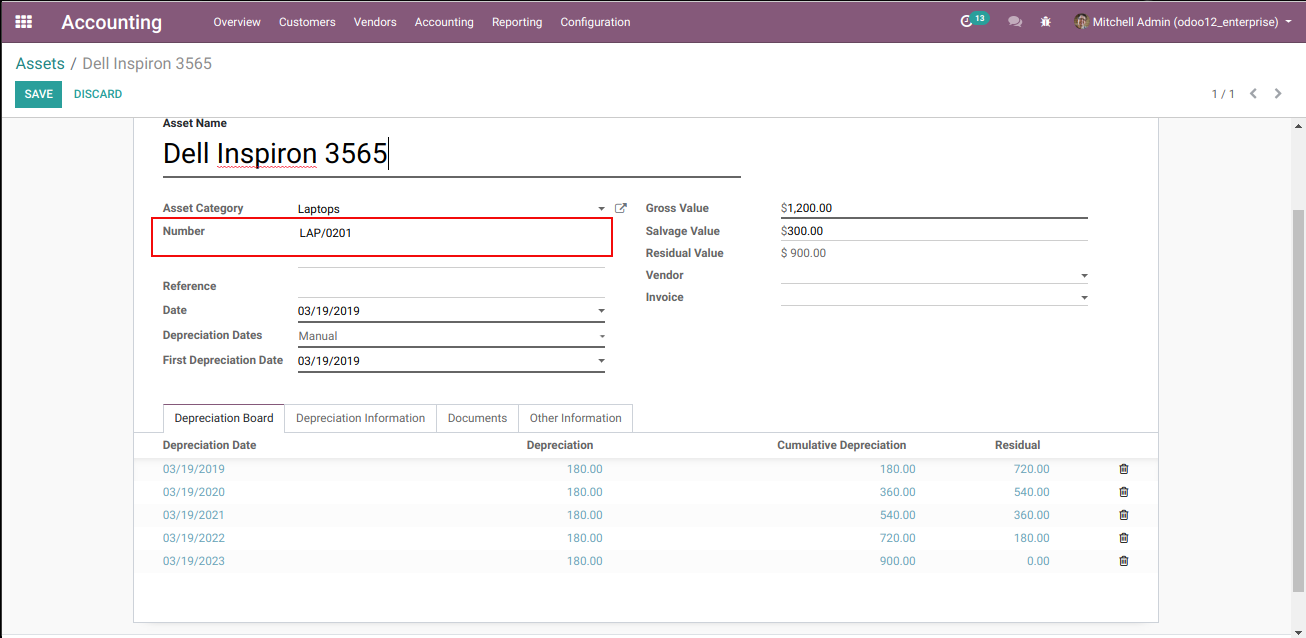 Accounting Overview Customers Vendors Accounting Reporting Configuration 13 Mitchell Admin (odoo12_enterprise)
Assets / Dell Inspiron 3565
SAVE DISCARD 1 / 1
Asset Name
Dell Inspiron 3565
Asset Category Laptops Gross Value $1,200.00
Number LAP/0201 Salvage Value $300.00
Residual Value $ 900.00
Vendor
Reference Invoice
Date 03/19/2019
Depreciation Dates Manual
First Depreciation Date 03/19/2019
Depreciation Board Depreciation Information Documents Other Information
Depreciation Date Depreciation Cumulative Depreciation Residual
03/19/2019 180.00 180.00 720.00
03/19/2020 180.00 360.00 540.00
03/19/2021 180.00 540.00 360.00
03/19/2022 180.00 720.00 180.00
03/19/2023 180.00 900.00 0.00